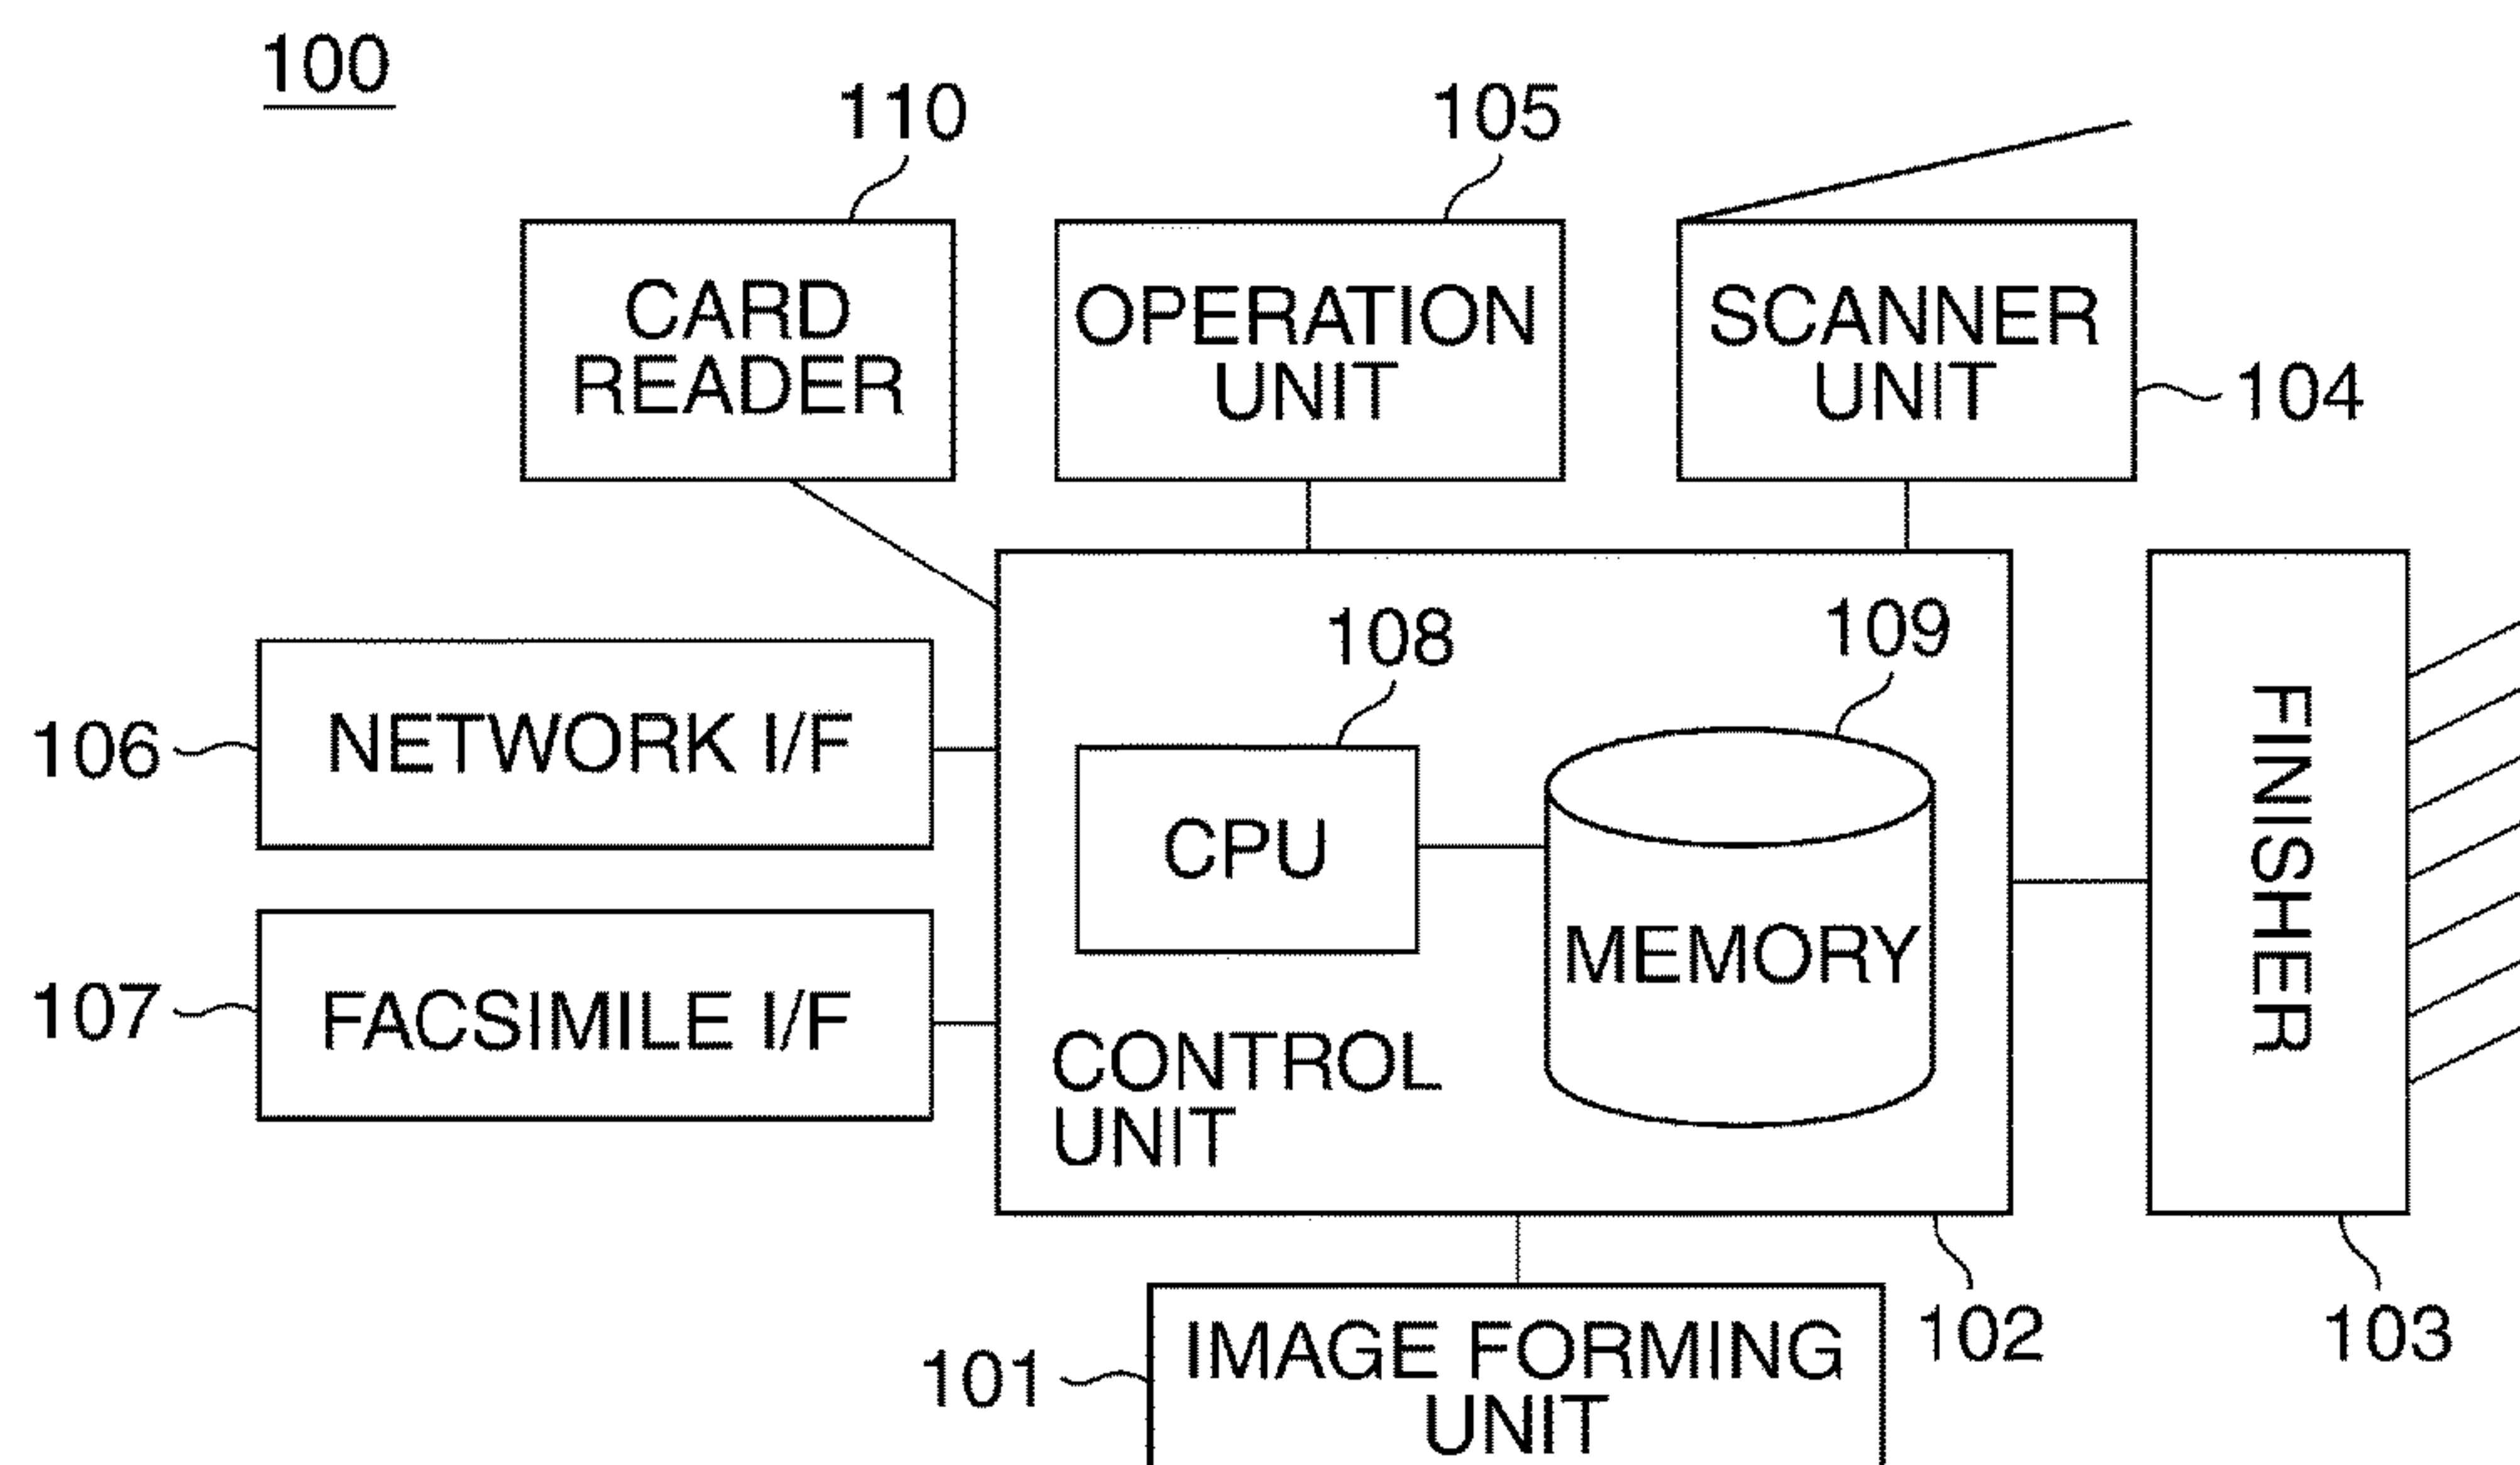 100
110
105
CARD
READER
OPERATION
UNIT
SCANNER
UNIT
104
108
109
106
NETWORK I/F
CPU
MEMORY
FINISHER
107
FACSIMILE I/F
CONTROL
UNIT
102
103
101
IMAGE FORMING
UNIT